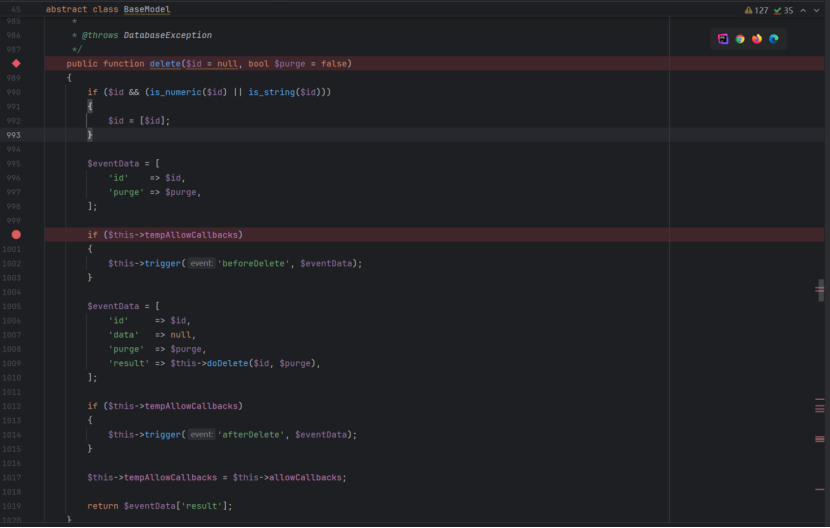 65 abstract class BaseModel 127 35
985 *
986 * @throws DatabaseException
987 */
public function delete($id = null, bool $purge = false)
989 {
990 if ($id && (is_numeric($id) || is_string($id)))
991 {
992 $id = [$id];
993 }
994
995 $eventData = [
996 'id' => $id,
997 'purge' => $purge,
998 ];
999
if ($this->tempAllowCallbacks)
1001 {
1002 $this->trigger( event: 'beforeDelete', $eventData);
1003 }
1004
1005 $eventData = [
1006 'id' => $id,
1007 'data' => null,
1008 'purge' => $purge,
1009 'result' => $this->doDelete($id, $purge),
1010 ];
1011
1012 if ($this->tempAllowCallbacks)
1013 {
1014 $this->trigger( event: 'afterDelete', $eventData);
1015 }
1016
1017 $this->tempAllowCallbacks = $this->allowCallbacks;
1018
1019 return $eventData['result'];
1020 }